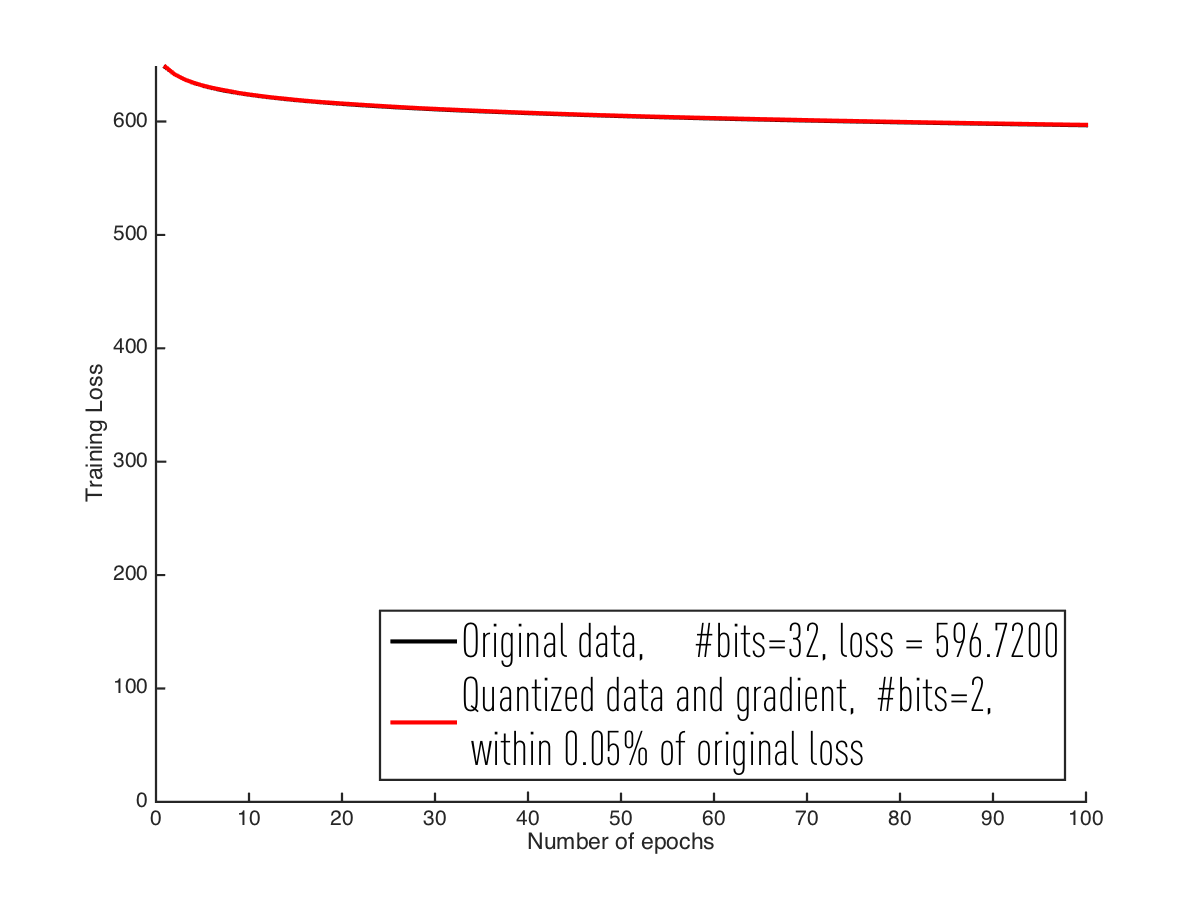 600
500
400
300
200
100
0
Training Loss
Original data, #bits=32, loss = 596.7200
Quantized data and gradient, #bits=2,
within 0.05% of original loss
0 10 20 30 40 50 60 70 80 90 100
Number of epochs